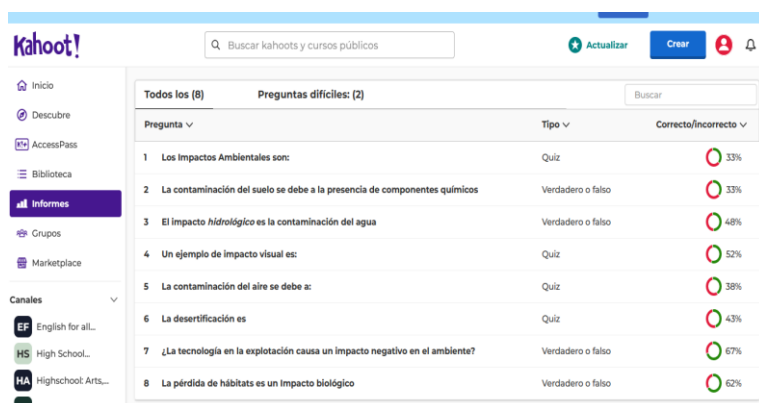 Kahoot!
Buscar kahoots y cursos públicos
Actualizar
Crear
Inicio
Descubre
AccessPass
Biblioteca
Informes
Grupos
Marketplace
Canales
EF English for all...
HS High School...
HA Highschool: Arts,...
Todos los (8) Preguntas difíciles: (2)
Buscar
Pregunta Tipo Correcto/incorrecto
1 Los Impactos Ambientales son: Quiz 33%
2 La contaminación del suelo se debe a la presencia de componentes químicos Verdadero o falso 33%
3 El impacto hidrológico es la contaminación del agua Verdadero o falso 48%
4 Un ejemplo de impacto visual es: Quiz 52%
5 La contaminación del aire se debe a: Quiz 38%
6 La desertificación es Quiz 43%
7 ¿La tecnología en la explotación causa un impacto negativo en el ambiente? Verdadero o falso 67%
8 La pérdida de hábitats es un Impacto biológico Verdadero o falso 62%